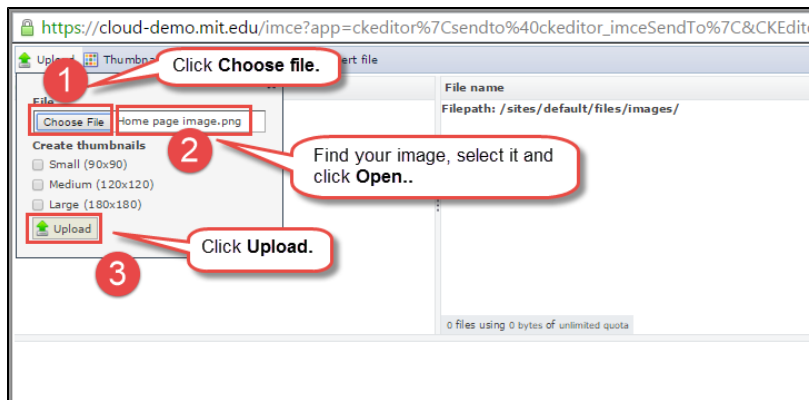 https://cloud-demo.mit.edu/imce?app=ckeditor%7Csendto%40ckeditor_imceSendTo%7C&CKEdito
Upload Thumbna ert file
1
Click Choose file.
File
File name
Filepath: /sites/default/files/images/
Choose File Home page image.png
2
Create thumbnails
Small (90x90)
Medium (120x120)
Large (180x180)
Find your image, select it and
click Open..
Upload
Click Upload.
3
0 files using 0 bytes of unlimited quota